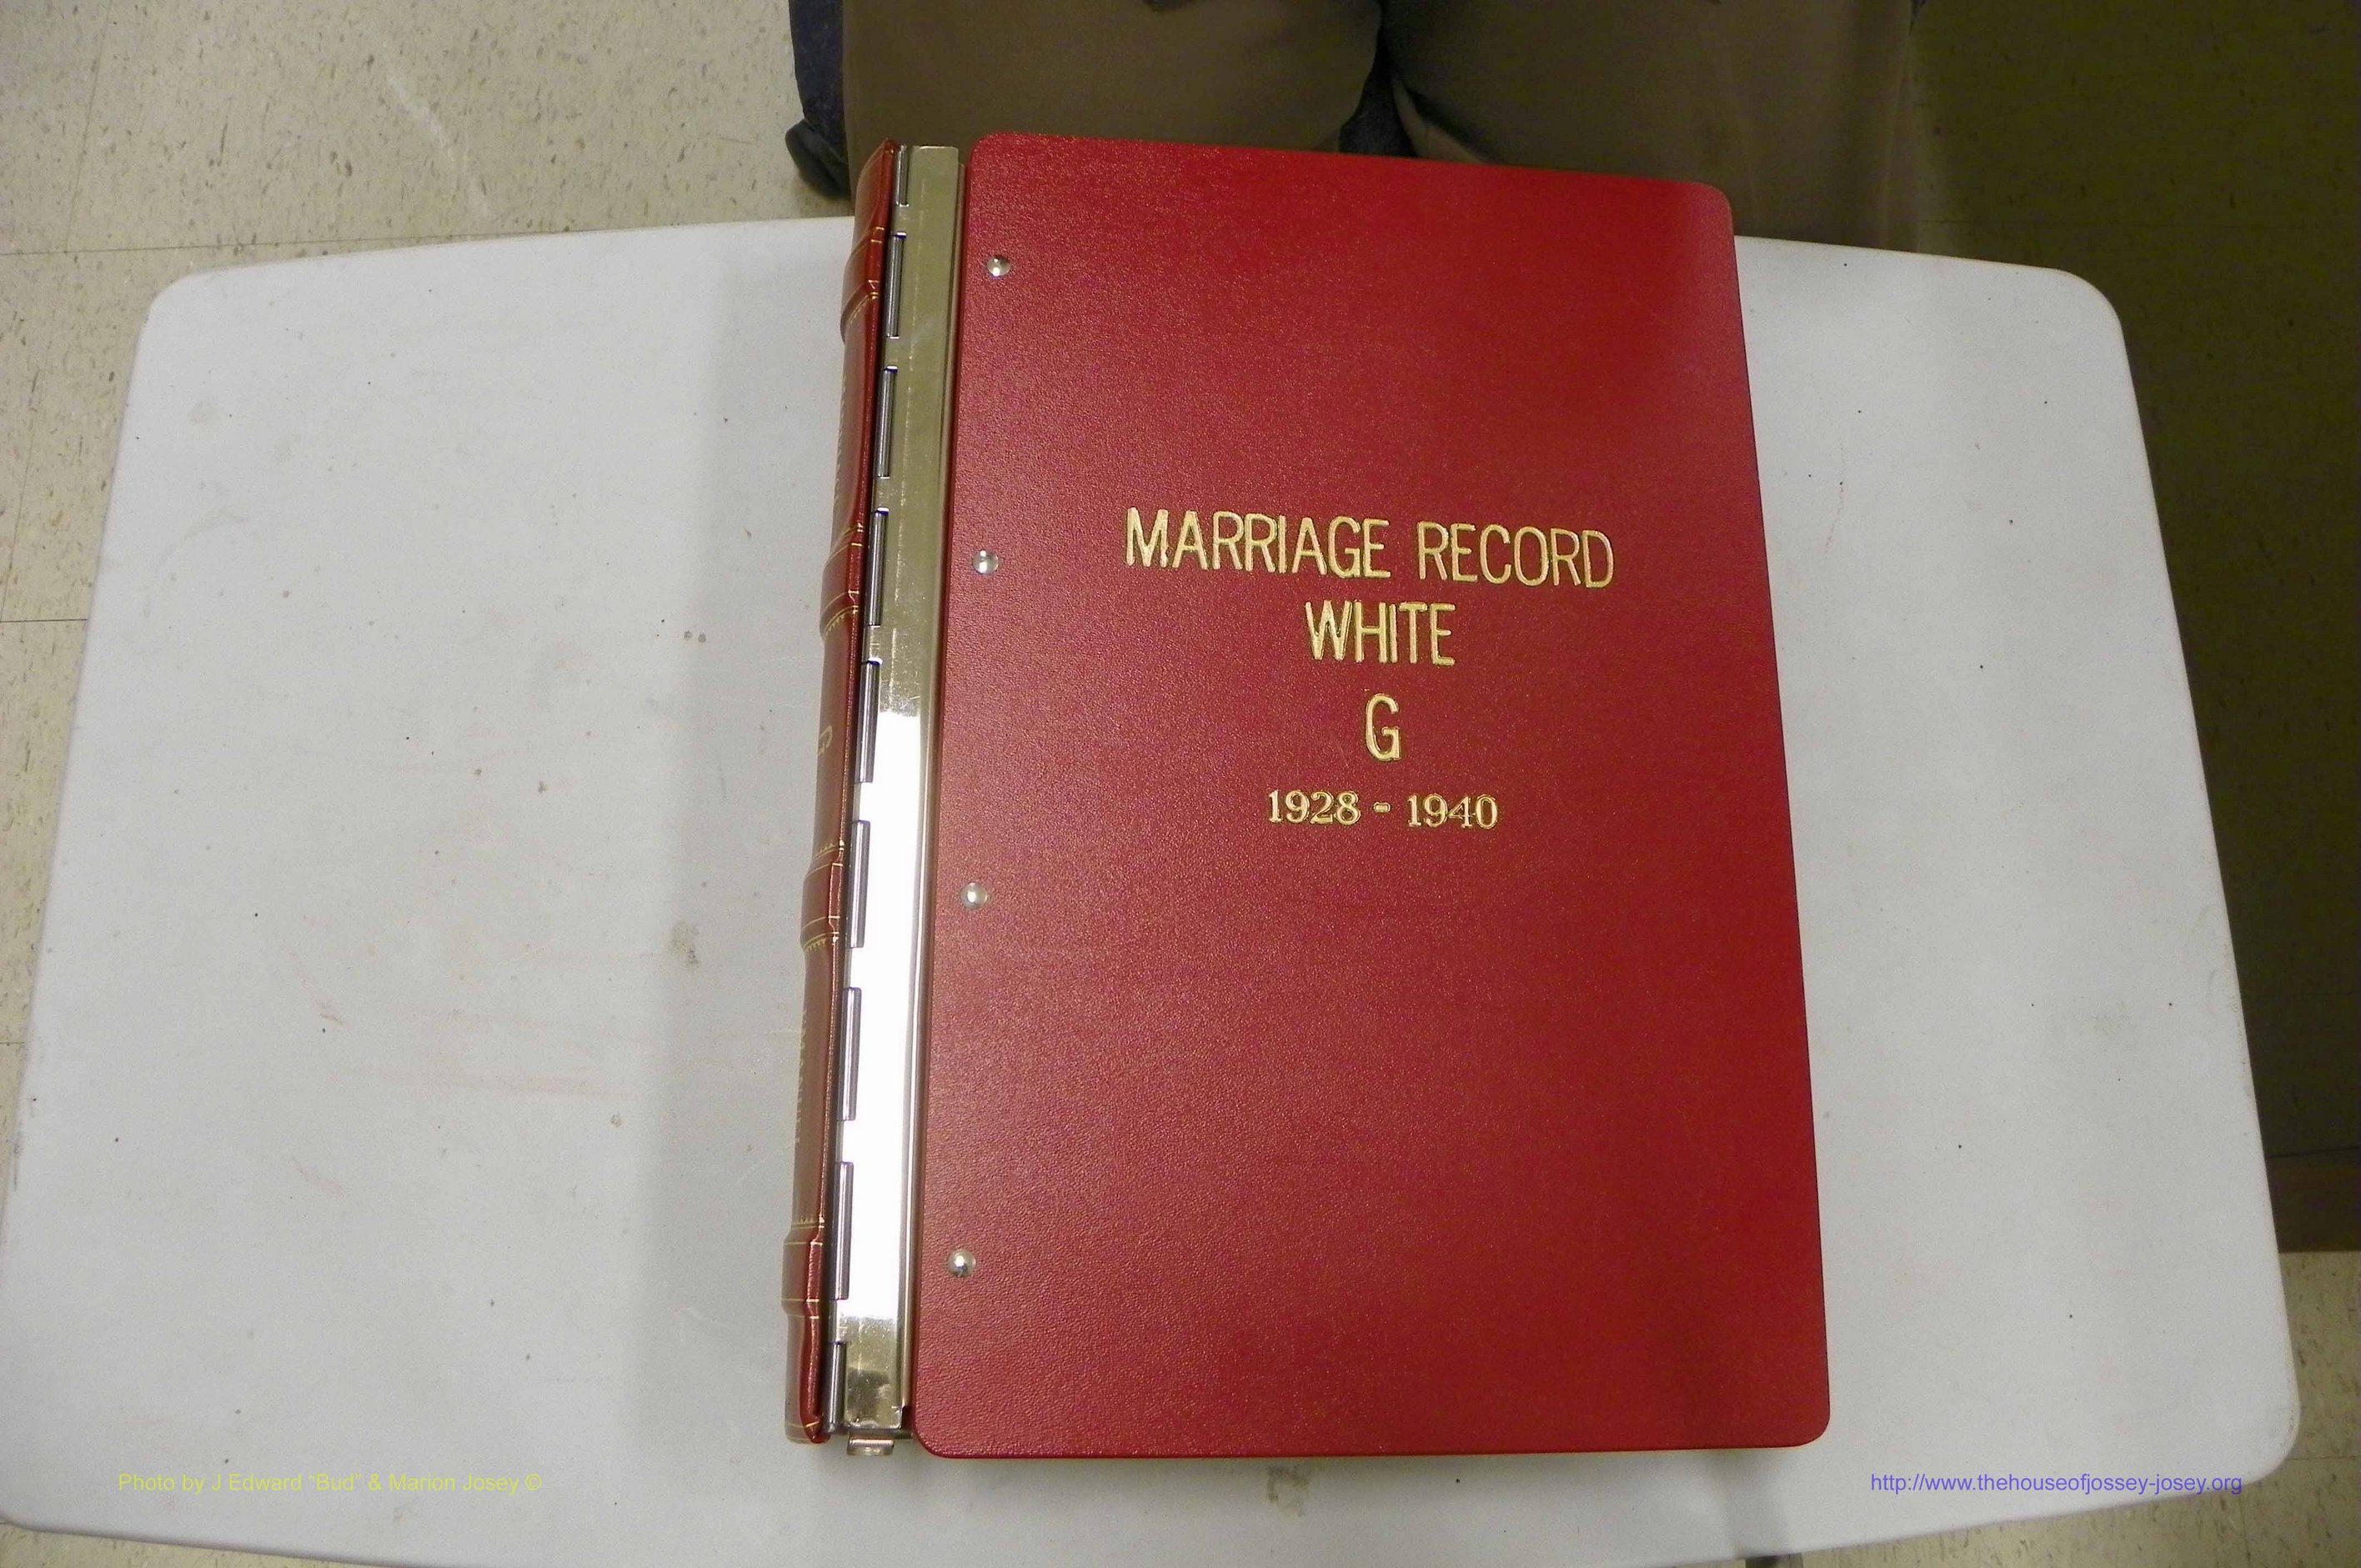 MARRIAGE RECORD
WHITE
G
1928 - 1940
G
Photo by J Edward “Bud” & Marion Josey ©
http://www.thehouseofjossey-josey.org